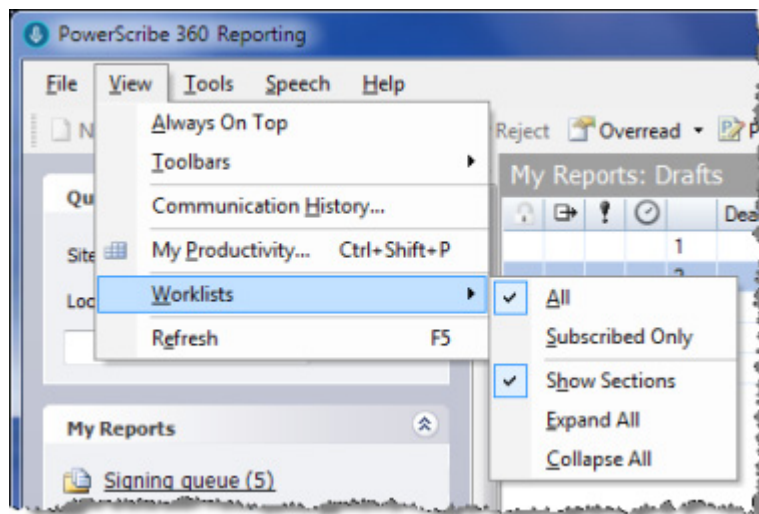 PowerScribe 360 Reporting
File View Tools Speech Help
Always On Top
Reject Overread
Toolbars
My Reports: Drafts
Communication History...
1
My Productivity... Ctrl+Shift+P
Worklists
All
Refresh F5
Subscribed Only
Show Sections
My Reports
Expand All
Signing queue (5)
Collapse All